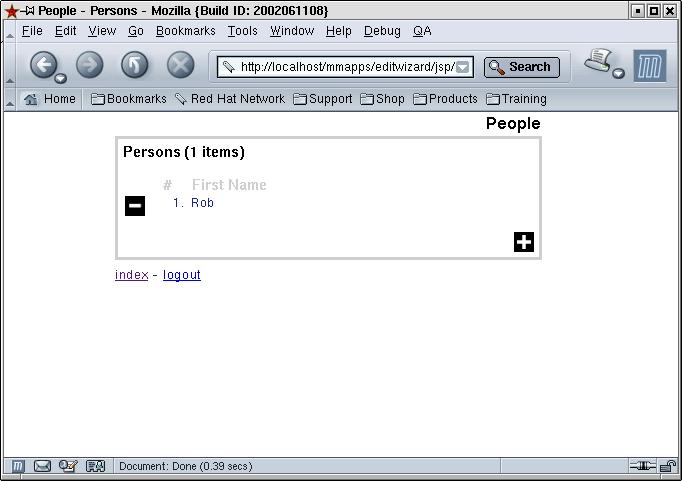 People - Persons - Mozilla {Build ID: 2002061108}
File Edit View Go Bookmarks Tools Window Help Debug QA
http://localhost/mmapps/editwizard/jsp/ Search
Home Bookmarks Red Hat Network Support Shop Products Training
People
Persons (1 items)
# First Name
1. Rob
index - logout
Document: Done (0.39 secs)